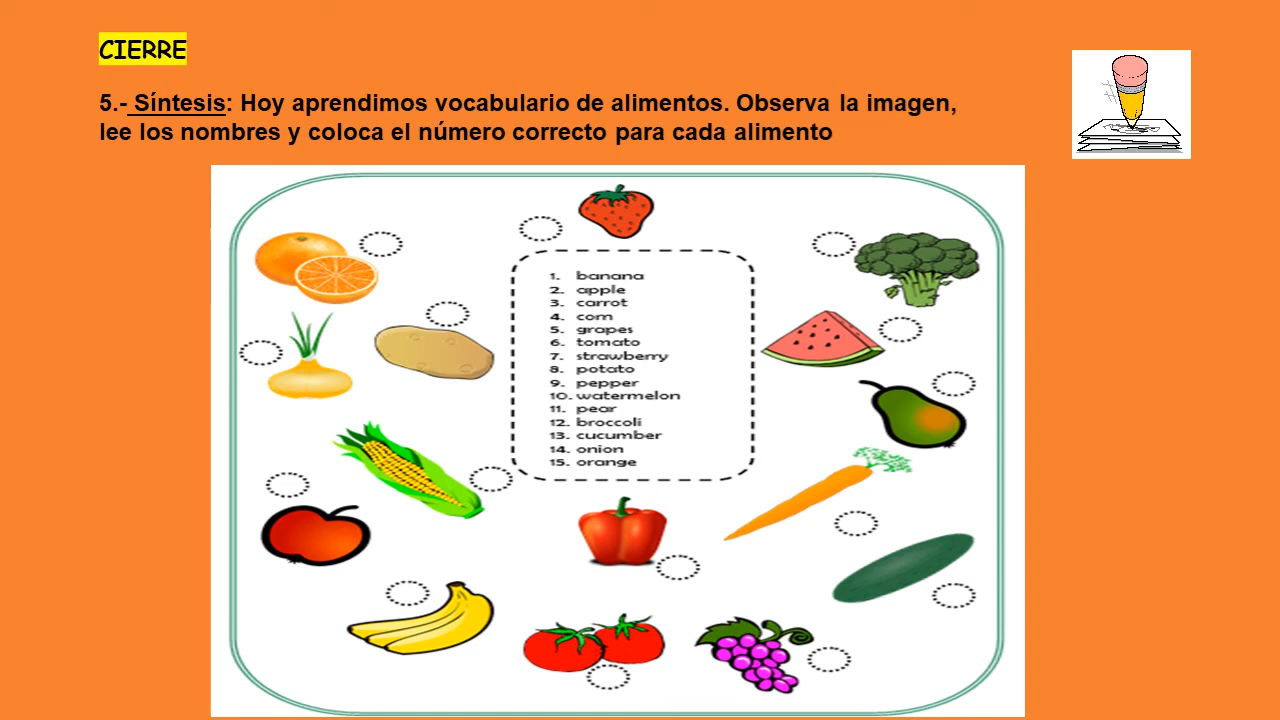 CIERRE
5.- Síntesis: Hoy aprendimos vocabulario de alimentos. Observa la imagen,
lee los nombres y coloca el número correcto para cada alimento
1. banana
2. apple
3. carrot
4. corn
5. grapes
6. tomato
7. strawberry
8. potato
9. pepper
10. watermelon
11. pear
12. broccoli
13. cucumber
14. onion
15. orange